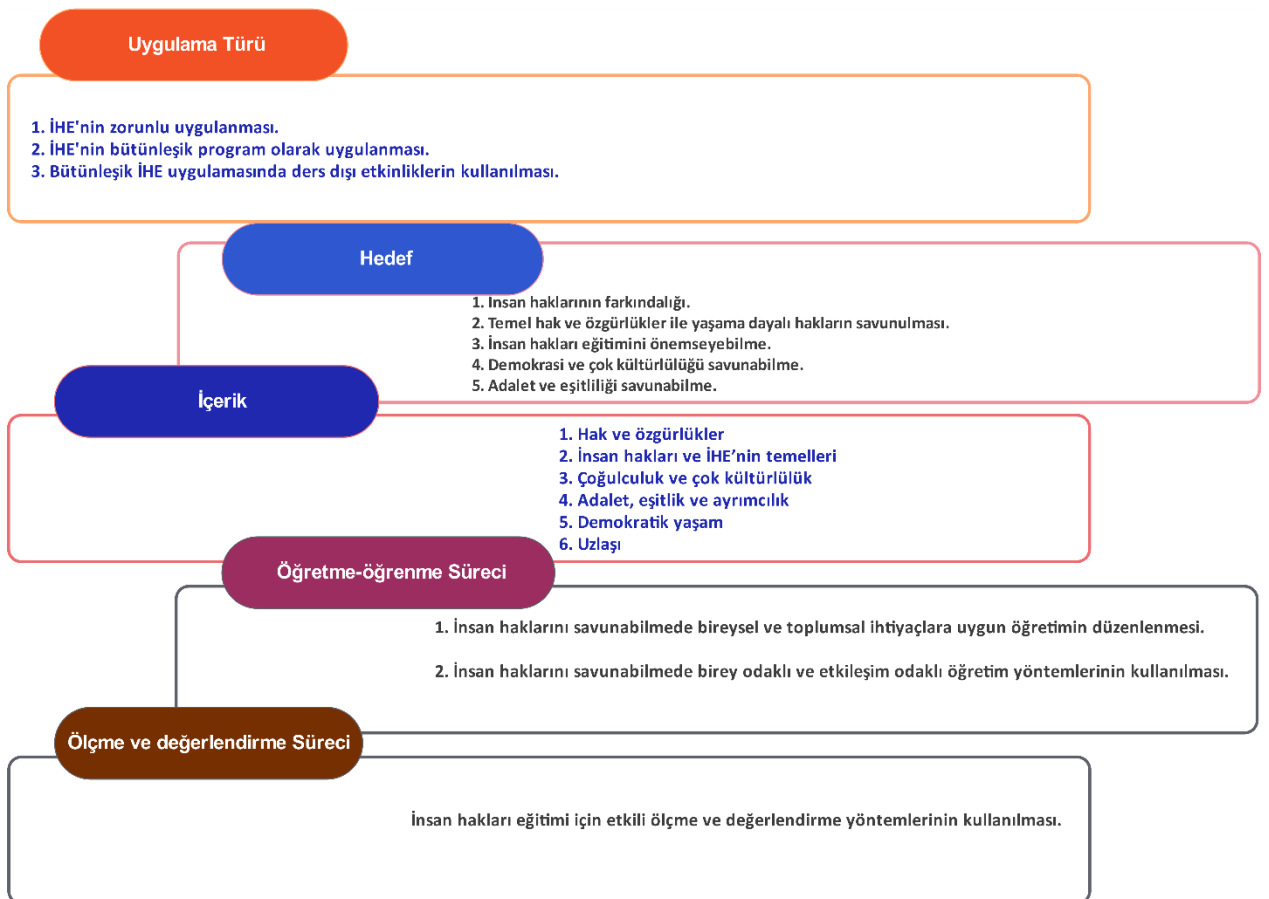 Uygulama Türü
1. İHE'nin zorunlu uygulanması.
2. İHE'nin bütünleşik program olarak uygulanması.
3. Bütünleşik İHE uygulamasında ders dışı etkinliklerin kullanılması.
Hedef
1. Insan haklarının farkındalığı.
2. Temel hak ve özgürlükler ile yaşama dayalı hakların savunulması.
3. İnsan hakları eğitimini önemseyebilme.
4. Demokrasi ve çok kültürlülüğü savunabilme.
5. Adalet ve eşitliliği savunabilme.
İçerik
1. Hak ve özgürlükler
2. İnsan hakları ve İHE’nin temelleri
3. Çoğulculuk ve çok kültürlülük
4. Adalet, eşitlik ve ayrımcılık
5. Demokratik yaşam
6. Uzlaşı
Öğretme-öğrenme Süreci
1. İnsan haklarını savunabilmede bireysel ve toplumsal ihtiyaçlara uygun öğretimin düzenlenmesi.
2. İnsan haklarını savunabilmede birey odaklı ve etkileşim odaklı öğretim yöntemlerinin kullanılması.
Ölçme ve değerlendirme Süreci
İnsan hakları eğitimi için etkili ölçme ve değerlendirme yöntemlerinin kullanılması.